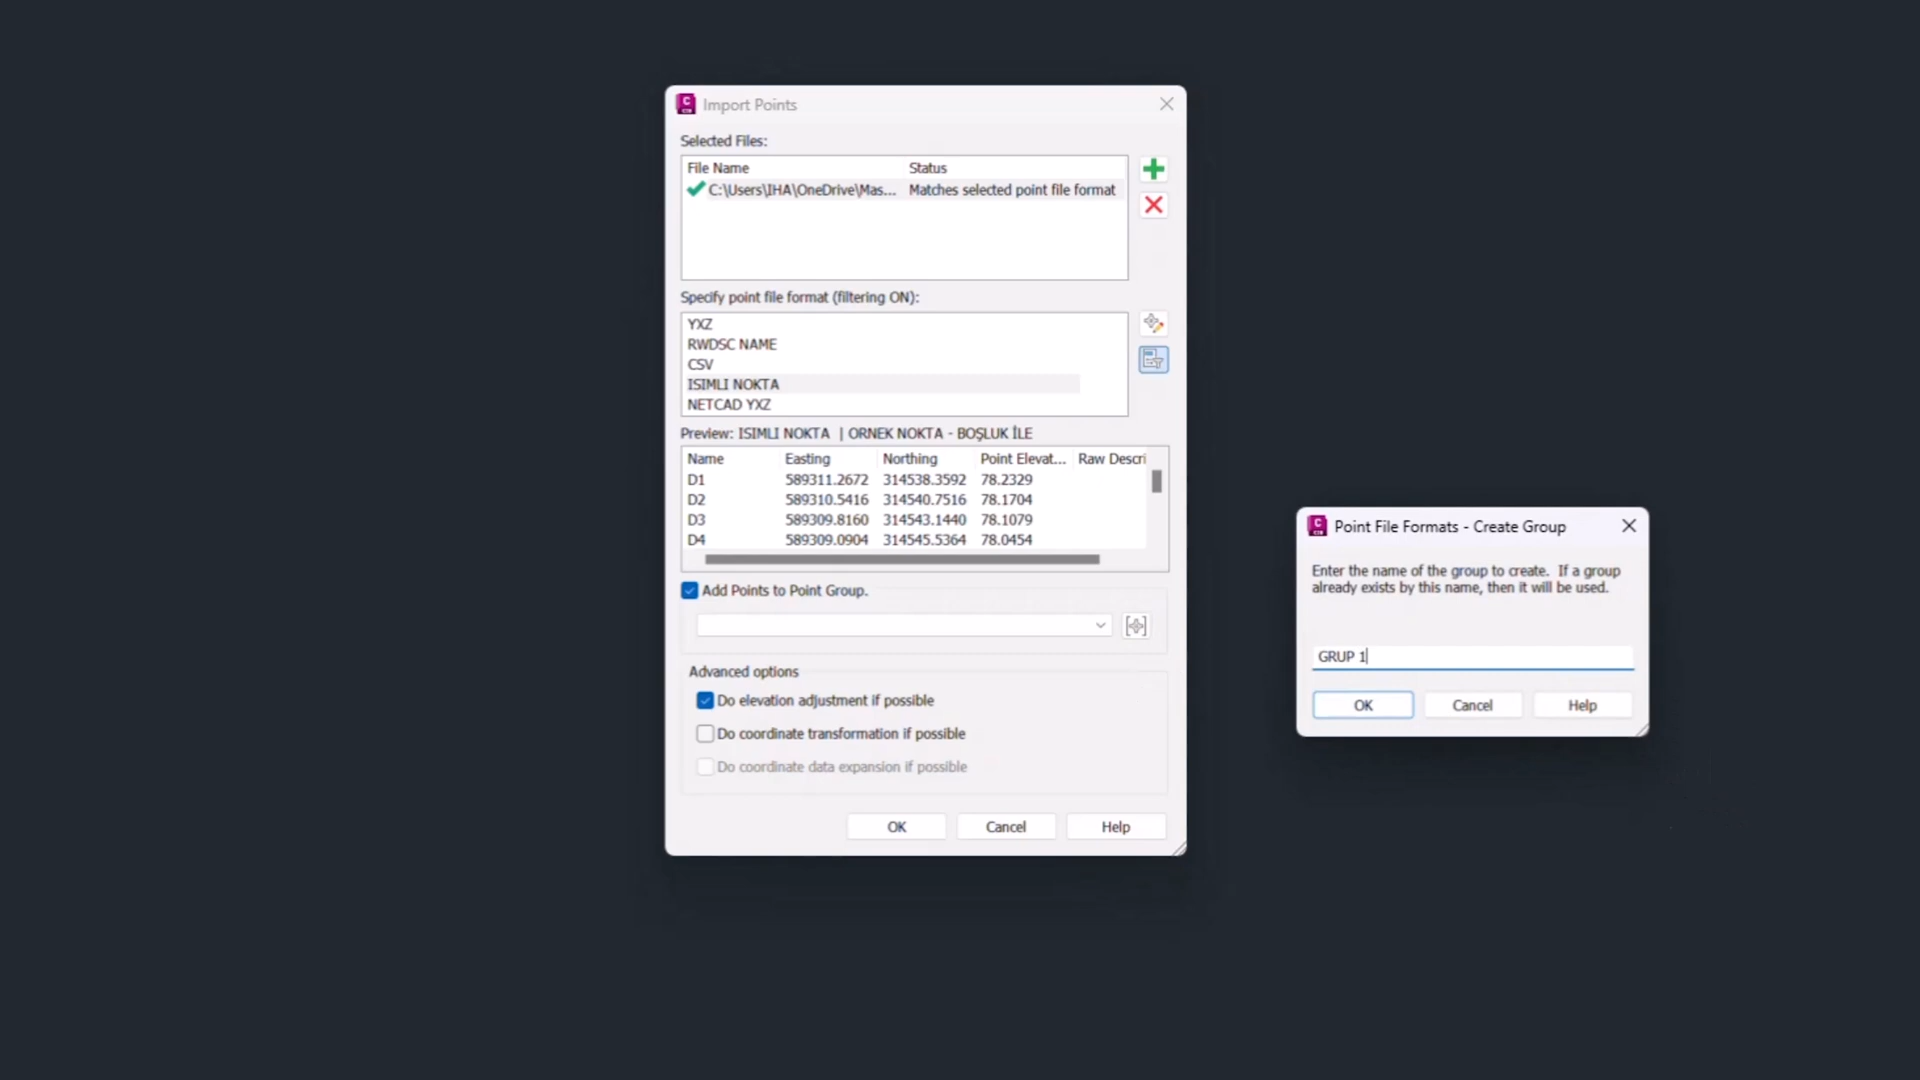 Import Points
Selected Files:
File Name Status
C:\Users\IHA\OneDrive\Mas... Matches selected point file format
Specify point file format (filtering ON):
YXZ
RWDSC NAME
CSV
ISIMLI NOKTA
NETCAD YXZ
Preview: ISIMLI NOKTA | ORNEK NOKTA - BOŞLUK İLE
Name Easting Northing Point Elevat... Raw Descri
D1 589311.2672 314538.3592 78.2329
D2 589310.5416 314540.7516 78.1704
D3 589309.8160 314543.1440 78.1079
D4 589309.0904 314545.5364 78.0454
Add Points to Point Group.
Advanced options
Do elevation adjustment if possible
Do coordinate transformation if possible
Do coordinate data expansion if possible
OK Cancel Help
Point File Formats - Create Group
Enter the name of the group to create. If a group
already exists by this name, then it will be used.
GRUP 1
OK Cancel Help